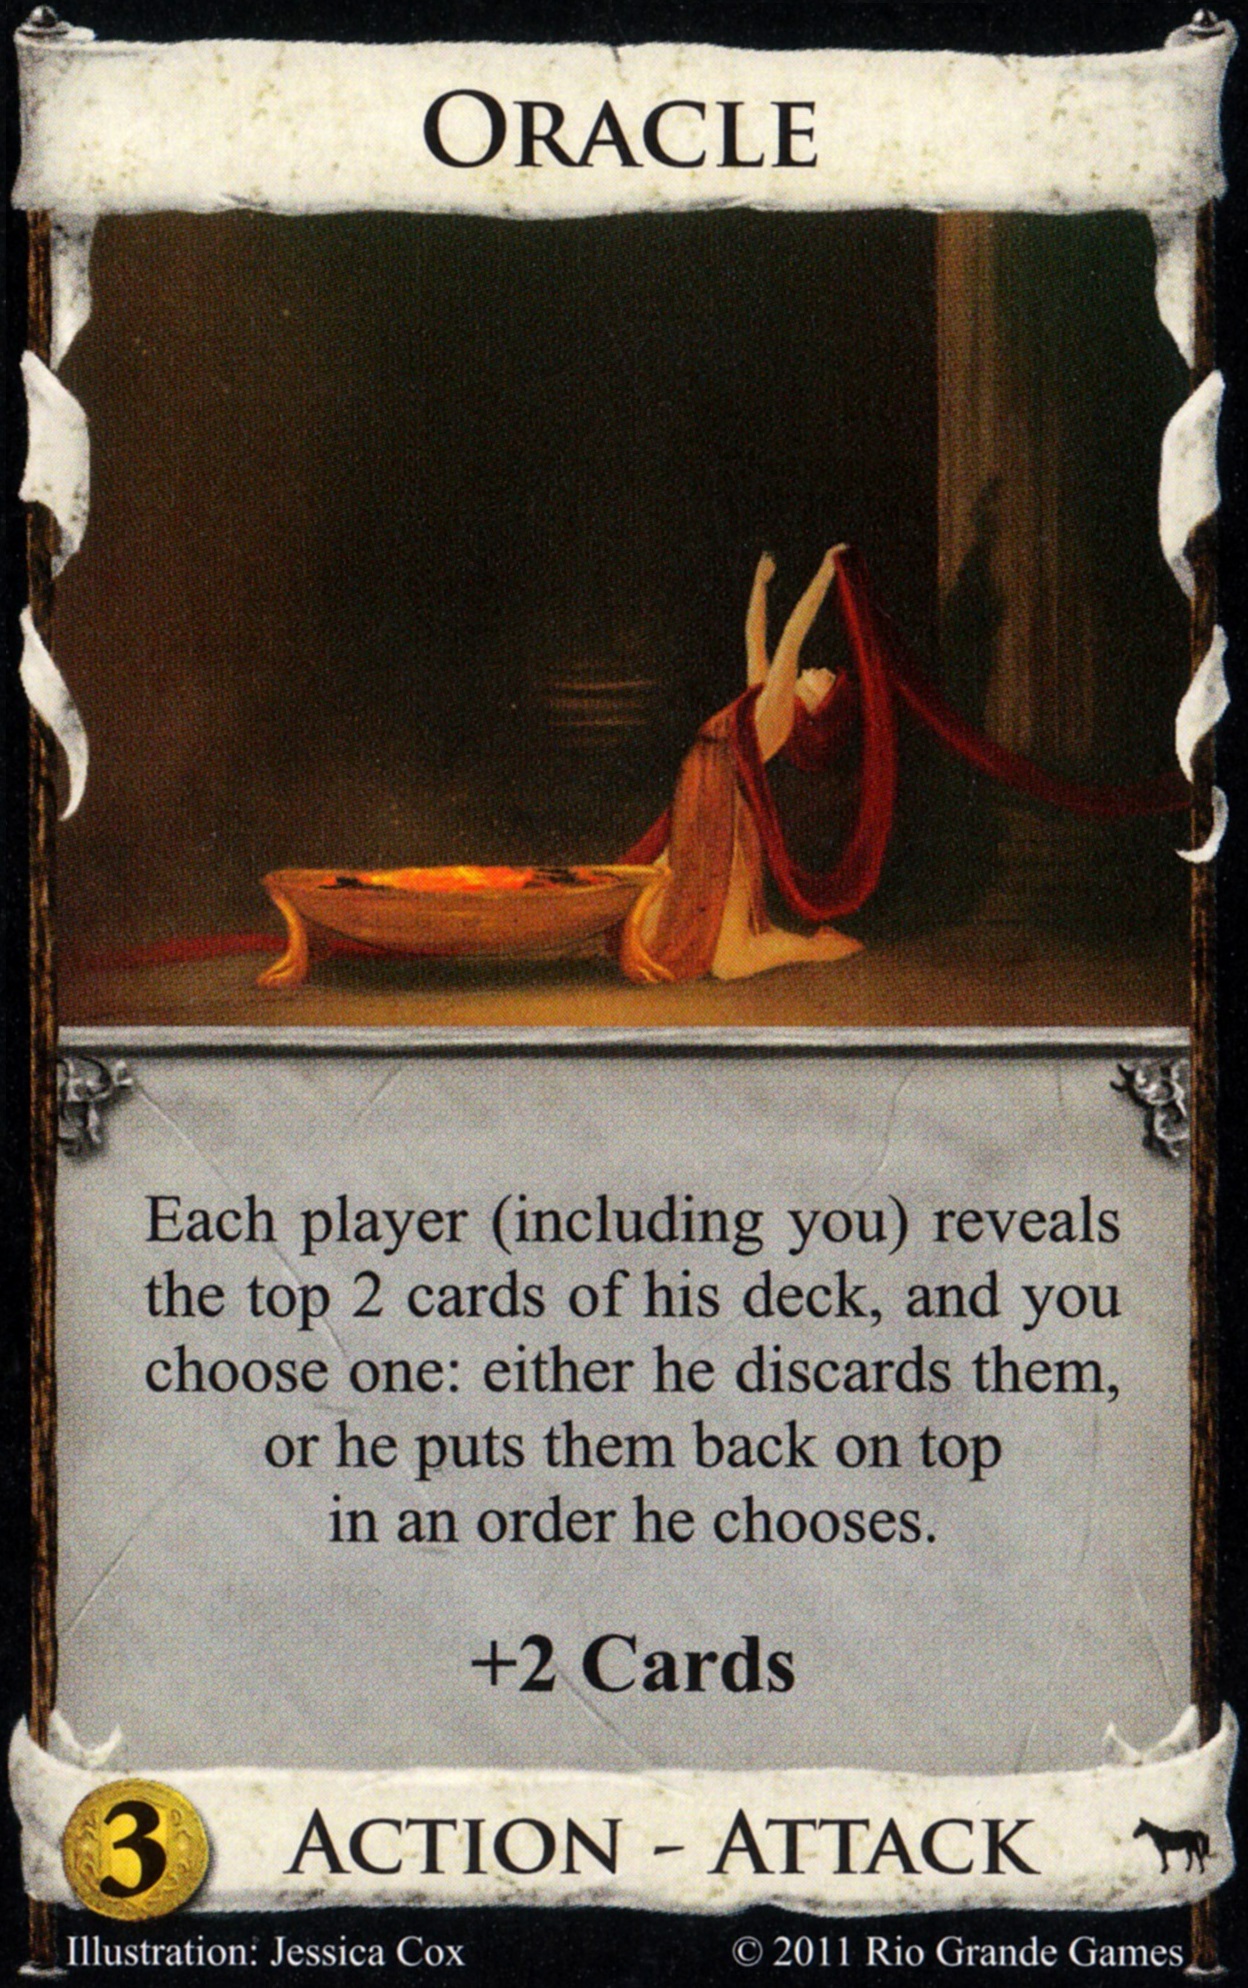 ORACLE
Each player (including you) reveals
the top 2 cards of his deck, and you
choose one: either he discards them,
or he puts them back on top
in an order he chooses.
+2 Cards
3 ACTION - ATTACK
Illustration: Jessica Cox © 2011 Rio Grande Games